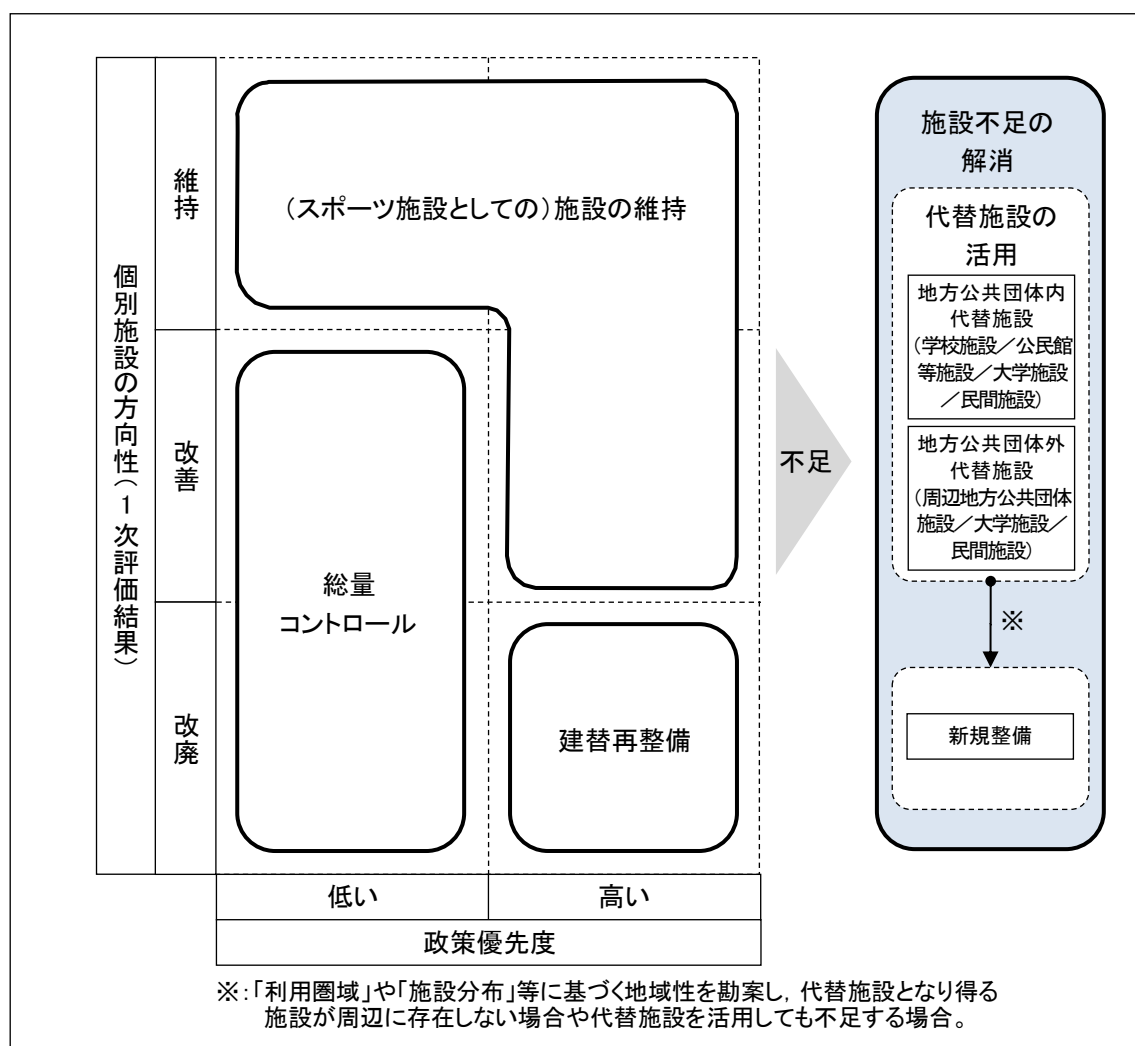 個別施設の方向性（１次評価結果）
維持
改善
改廃
（スポーツ施設としての）施設の維持
総量
コントロール
建替再整備
低い
高い
政策優先度
不足
施設不足の
解消
代替施設の
活用
地方公共団体内
代替施設
（学校施設／公民館
等施設／大学施設
／民間施設）
地方公共団体外
代替施設
（周辺地方公共団体
施設／大学施設／
民間施設）
※
新規整備
※：「利用圏域」や「施設分布」等に基づく地域性を勘案し，代替施設となり得る
施設が周辺に存在しない場合や代替施設を活用しても不足する場合。